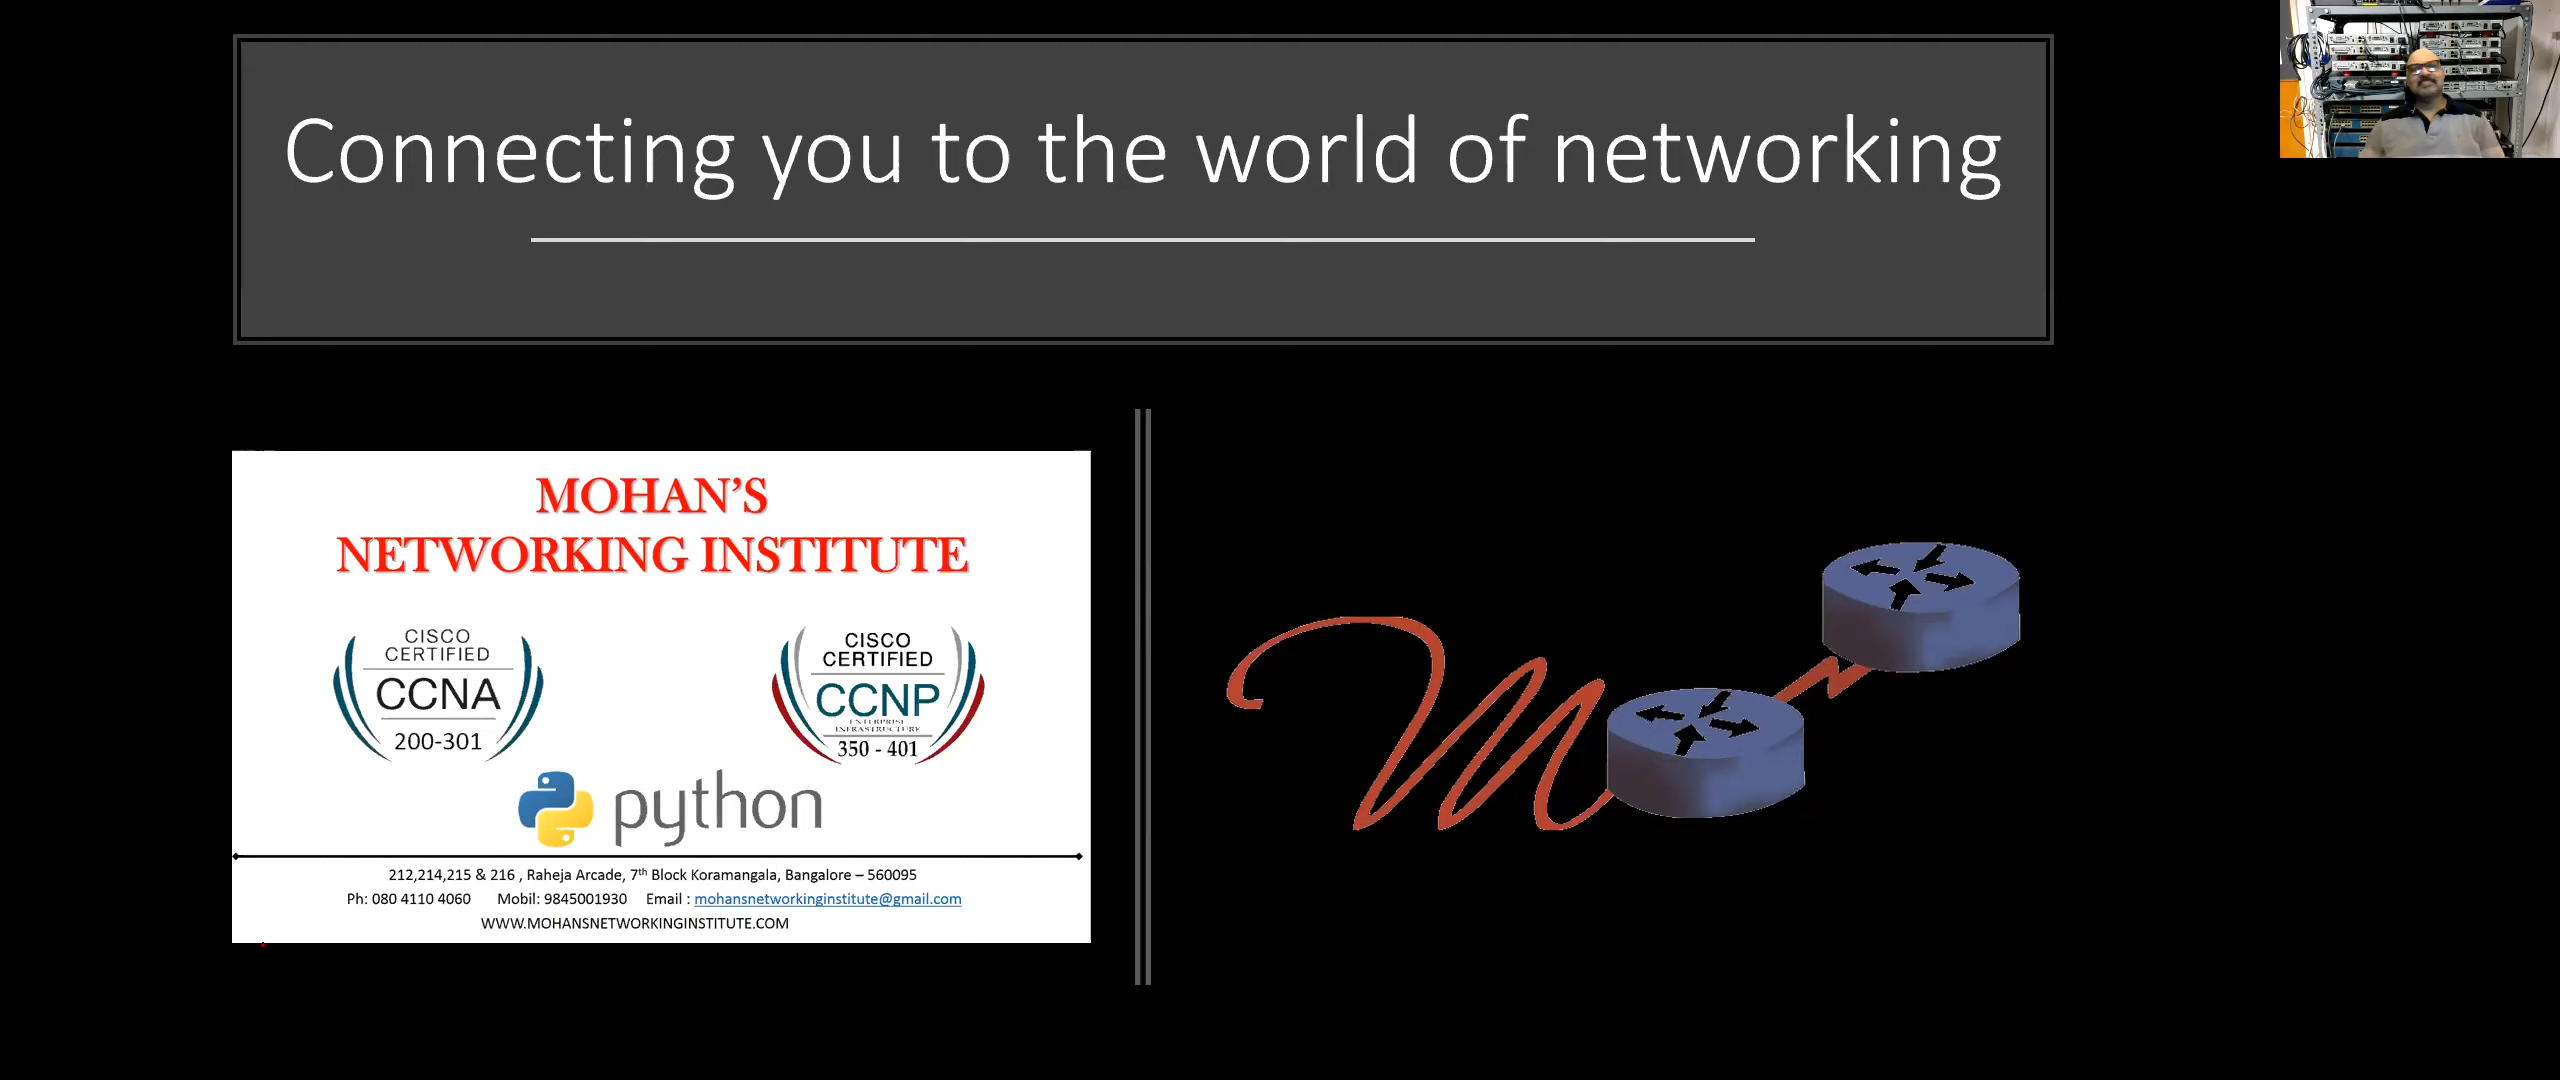 Connecting you to the world of networking
MOHAN’S
NETWORKING INSTITUTE
CISCO
CERTIFIED
CCNA
200-301
CISCO
CERTIFIED
CCNP
ENTERPRISE
INFRASTRUCTURE
350 - 401
python
212,214,215 & 216 , Raheja Arcade, 7th Block Koramangala, Bangalore – 560095
Ph: 080 4110 4060 Mobil: 9845001930 Email : mohansnetworkinginstitute@gmail.com
WWW.MOHANSNETWORKINGINSTITUTE.COM
M